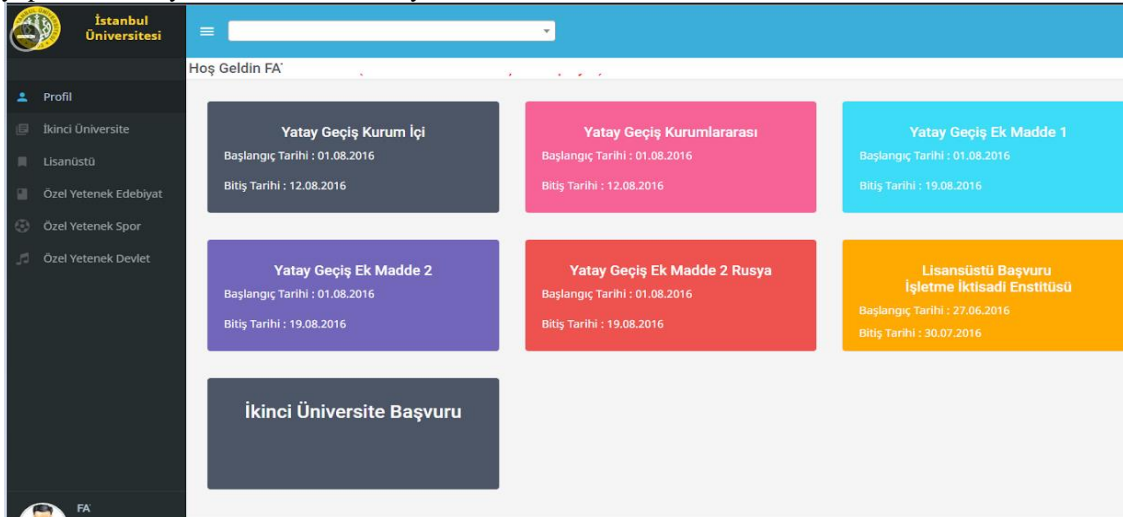 İstanbul
Üniversitesi
Hoş Geldin FA
Profil
İkinci Üniversite
Lisanüstü
Özel Yetenek Edebiyat
Özel Yetenek Spor
Özel Yetenek Devlet
Yatay Geçiş Kurum İçi
Başlangıç Tarihi : 01.08.2016
Bitiş Tarihi : 12.08.2016
Yatay Geçiş Kurumlararası
Başlangıç Tarihi : 01.08.2016
Bitiş Tarihi : 12.08.2016
Yatay Geçiş Ek Madde 1
Başlangıç Tarihi : 01.08.2016
Bitiş Tarihi : 19.08.2016
Yatay Geçiş Ek Madde 2
Başlangıç Tarihi : 01.08.2016
Bitiş Tarihi : 19.08.2016
Yatay Geçiş Ek Madde 2 Rusya
Başlangıç Tarihi : 01.08.2016
Bitiş Tarihi : 19.08.2016
Lisansüstü Başvuru
İşletme İktisadi Enstitüsü
Başlangıç Tarihi : 27.06.2016
Bitiş Tarihi : 30.07.2016
İkinci Üniversite Başvuru
FA